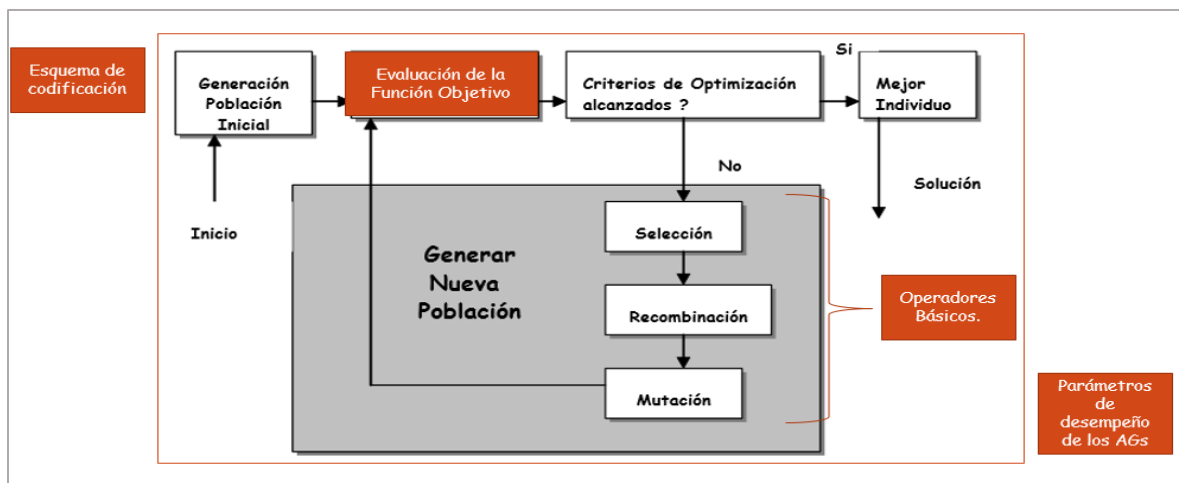 Esquema de
codificación
Generación
Población
Inicial
Evaluación de la
Función Objetivo
Criterios de Optimización
alcanzados ?
Si
Mejor
Individuo
No
Solución
Inicio
Generar
Nueva
Población
Selección
Recombinación
Mutación
Operadores
Básicos.
Parámetros
de
desempeño
de los AGs